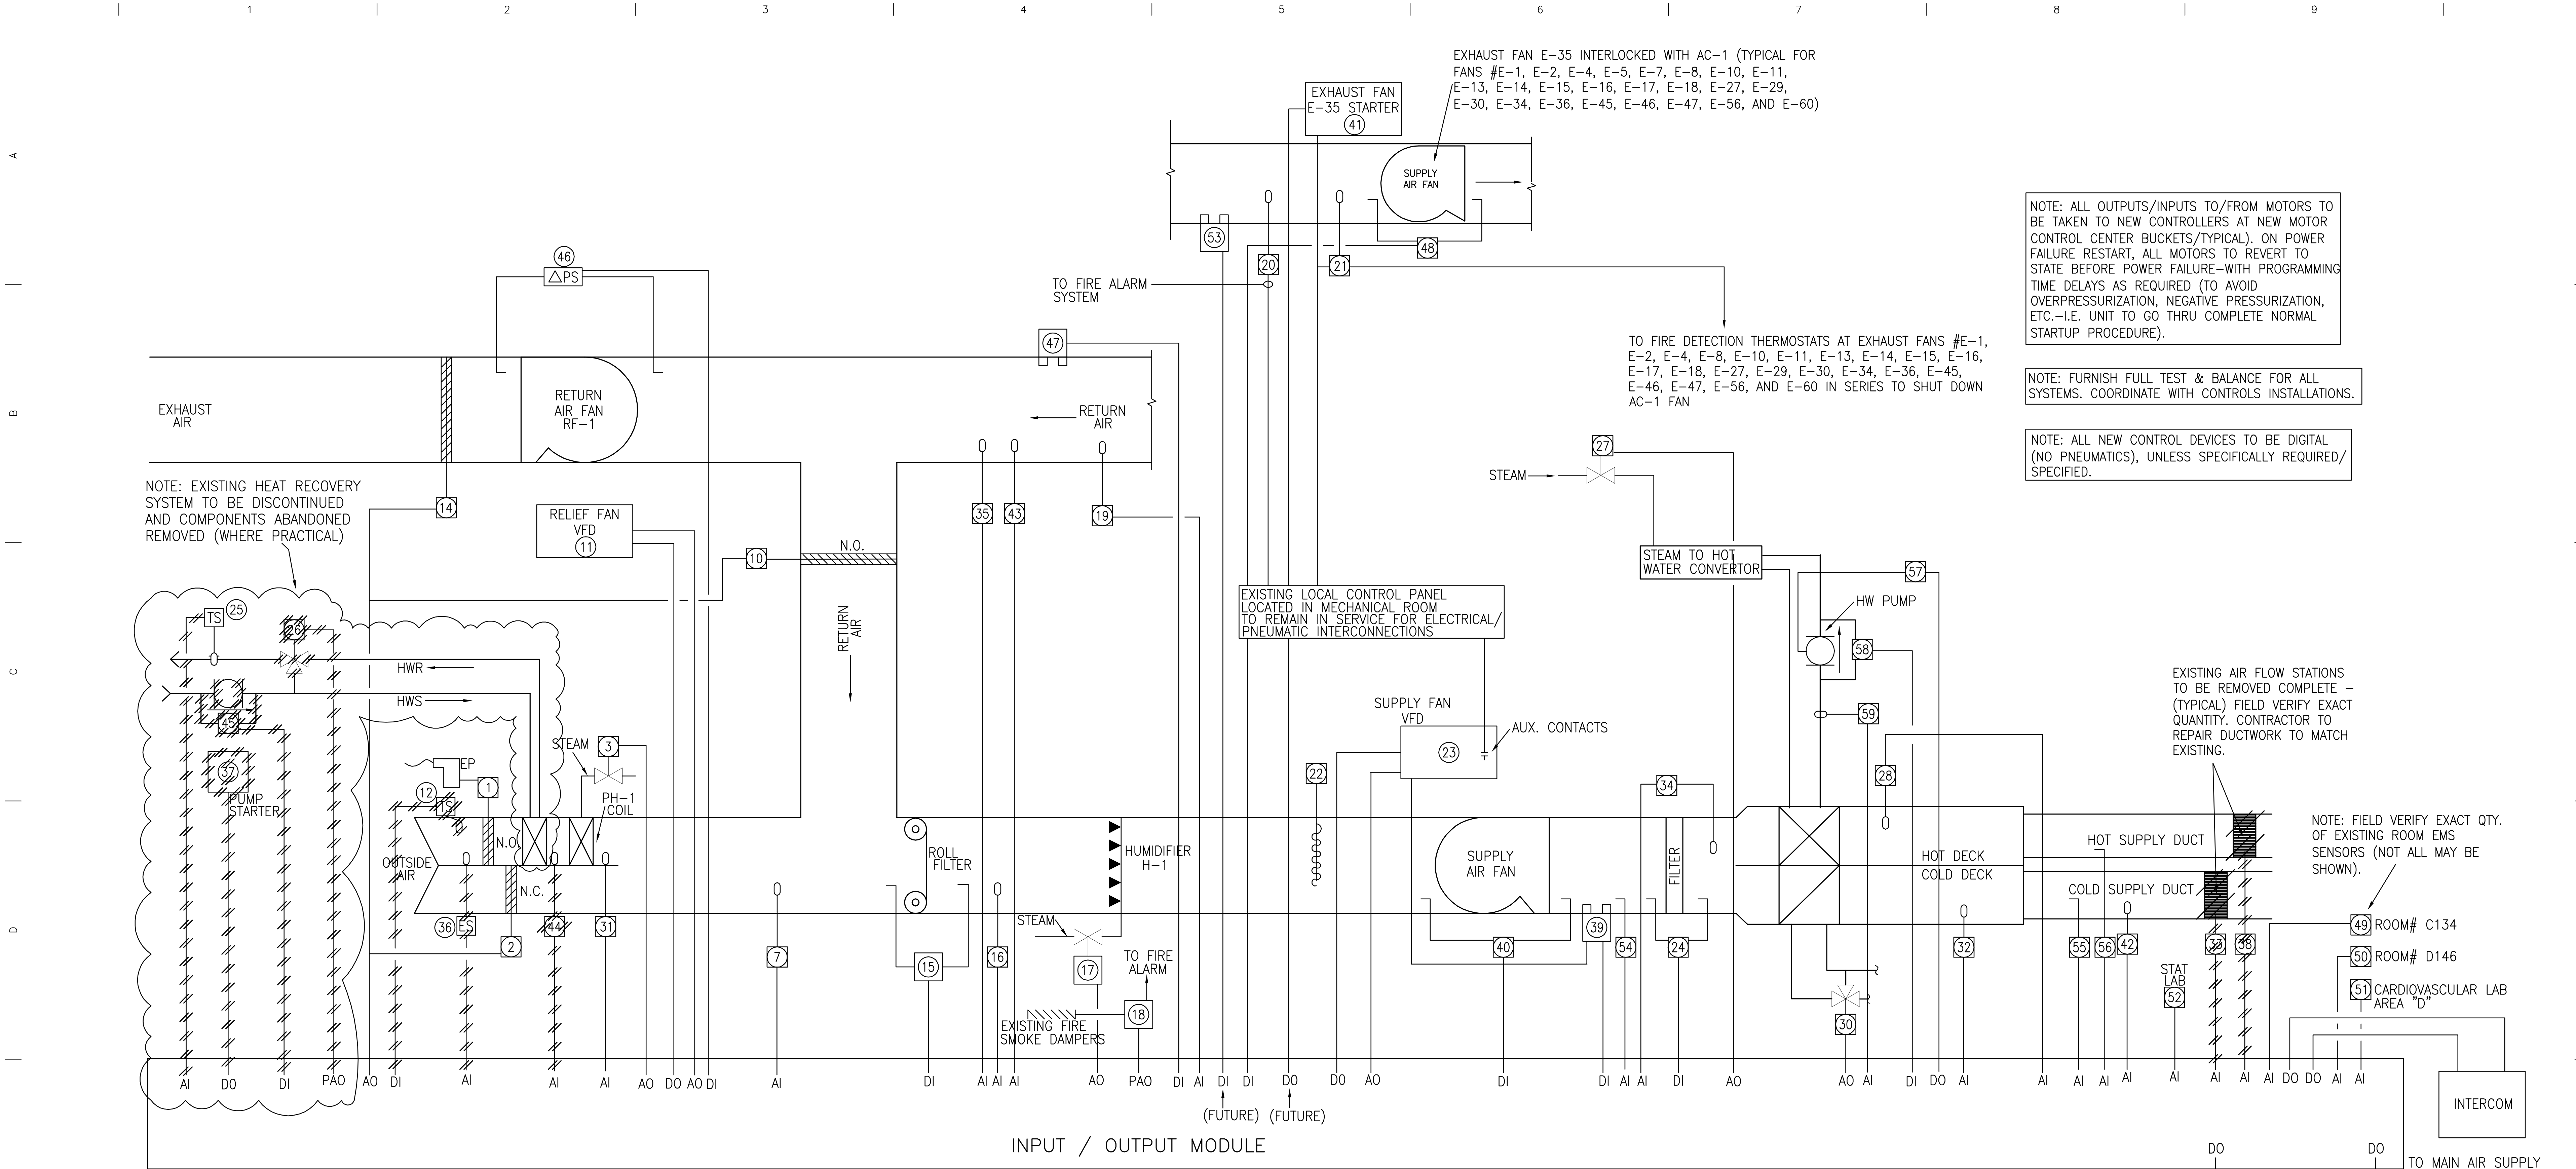 1
2
3
4
5
6
7
8
9
A
B
C
D
EXHAUST FAN E-35 INTERLOCKED WITH AC-1 (TYPICAL FOR
FANS #E-1, E-2, E-4, E-5, E-7, E-8, E-10, E-11,
E-13, E-14, E-15, E-16, E-17, E-18, E-27, E-29,
E-30, E-34, E-36, E-45, E-46, E-47, E-56, AND E-60)
EXHAUST FAN
E-35 STARTER
41
SUPPLY
AIR FAN
53
20
21
48
TO FIRE ALARM
SYSTEM
46
△PS
47
NOTE: ALL OUTPUTS/INPUTS TO/FROM MOTORS TO
BE TAKEN TO NEW CONTROLLERS AT NEW MOTOR
CONTROL CENTER BUCKETS/TYPICAL). ON POWER
FAILURE RESTART, ALL MOTORS TO REVERT TO
STATE BEFORE POWER FAILURE-WITH PROGRAMMING
TIME DELAYS AS REQUIRED (TO AVOID
OVERPRESSURIZATION, NEGATIVE PRESSURIZATION,
ETC.-I.E. UNIT TO GO THRU COMPLETE NORMAL
STARTUP PROCEDURE).
NOTE: FURNISH FULL TEST & BALANCE FOR ALL
SYSTEMS. COORDINATE WITH CONTROLS INSTALLATIONS.
NOTE: ALL NEW CONTROL DEVICES TO BE DIGITAL
(NO PNEUMATICS), UNLESS SPECIFICALLY REQUIRED/
SPECIFIED.
TO FIRE DETECTION THERMOSTATS AT EXHAUST FANS #E-1,
E-2, E-4, E-8, E-10, E-11, E-13, E-14, E-15, E-16,
E-17, E-18, E-27, E-29, E-30, E-34, E-36, E-45,
E-46, E-47, E-56, AND E-60 IN SERIES TO SHUT DOWN
AC-1 FAN
EXHAUST
AIR
RETURN
AIR FAN
RF-1
RETURN
AIR
NOTE: EXISTING HEAT RECOVERY
SYSTEM TO BE DISCONTINUED
AND COMPONENTS ABANDONED
REMOVED (WHERE PRACTICAL)
14
RELIEF FAN
VFD
11
10
N.O.
35
43
19
27
STEAM
STEAM TO HOT
WATER CONVERTOR
57
HW PUMP
58
59
EXISTING LOCAL CONTROL PANEL
LOCATED IN MECHANICAL ROOM
TO REMAIN IN SERVICE FOR ELECTRICAL/
PNEUMATIC INTERCONNECTIONS
RETURN
AIR
TS
25
26
HWR
HWS
45
37
PUMP
STARTER
STEAM
3
EP
1
12
TS
PH-1
COIL
N.O.
OUTSIDE
AIR
N.C.
36
ES
2
44
31
7
ROLL
FILTER
15
16
HUMIDIFIER
H-1
STEAM
17
TO FIRE
ALARM
18
EXISTING FIRE
SMOKE DAMPERS
SUPPLY FAN
VFD
23
AUX. CONTACTS
22
SUPPLY
AIR FAN
34
FILTER
40
39
54
24
28
HOT DECK
COLD DECK
30
32
HOT SUPPLY DUCT
COLD SUPPLY DUCT
55
56
42
33
38
STAT
LAB
52
EXISTING AIR FLOW STATIONS
TO BE REMOVED COMPLETE -
(TYPICAL) FIELD VERIFY EXACT
QUANTITY. CONTRACTOR TO
REPAIR DUCTWORK TO MATCH
EXISTING.
NOTE: FIELD VERIFY EXACT QTY.
OF EXISTING ROOM EMS
SENSORS (NOT ALL MAY BE
SHOWN).
49 ROOM# C134
50 ROOM# D146
51 CARDIOVASCULAR LAB
AREA "D"
AI DO DI PAO AO DI AI AI AI AO DO AO DI AI DI AI AI AI AO PAO DI AI DI DI DO DO AO DI DI AI AI DI AO AO AI DI DO AI AI AI AI AI AI AI AI AI DO DO AI AI
(FUTURE) (FUTURE)
INTERCOM
INPUT / OUTPUT MODULE
DO
DO
TO MAIN AIR SUPPLY